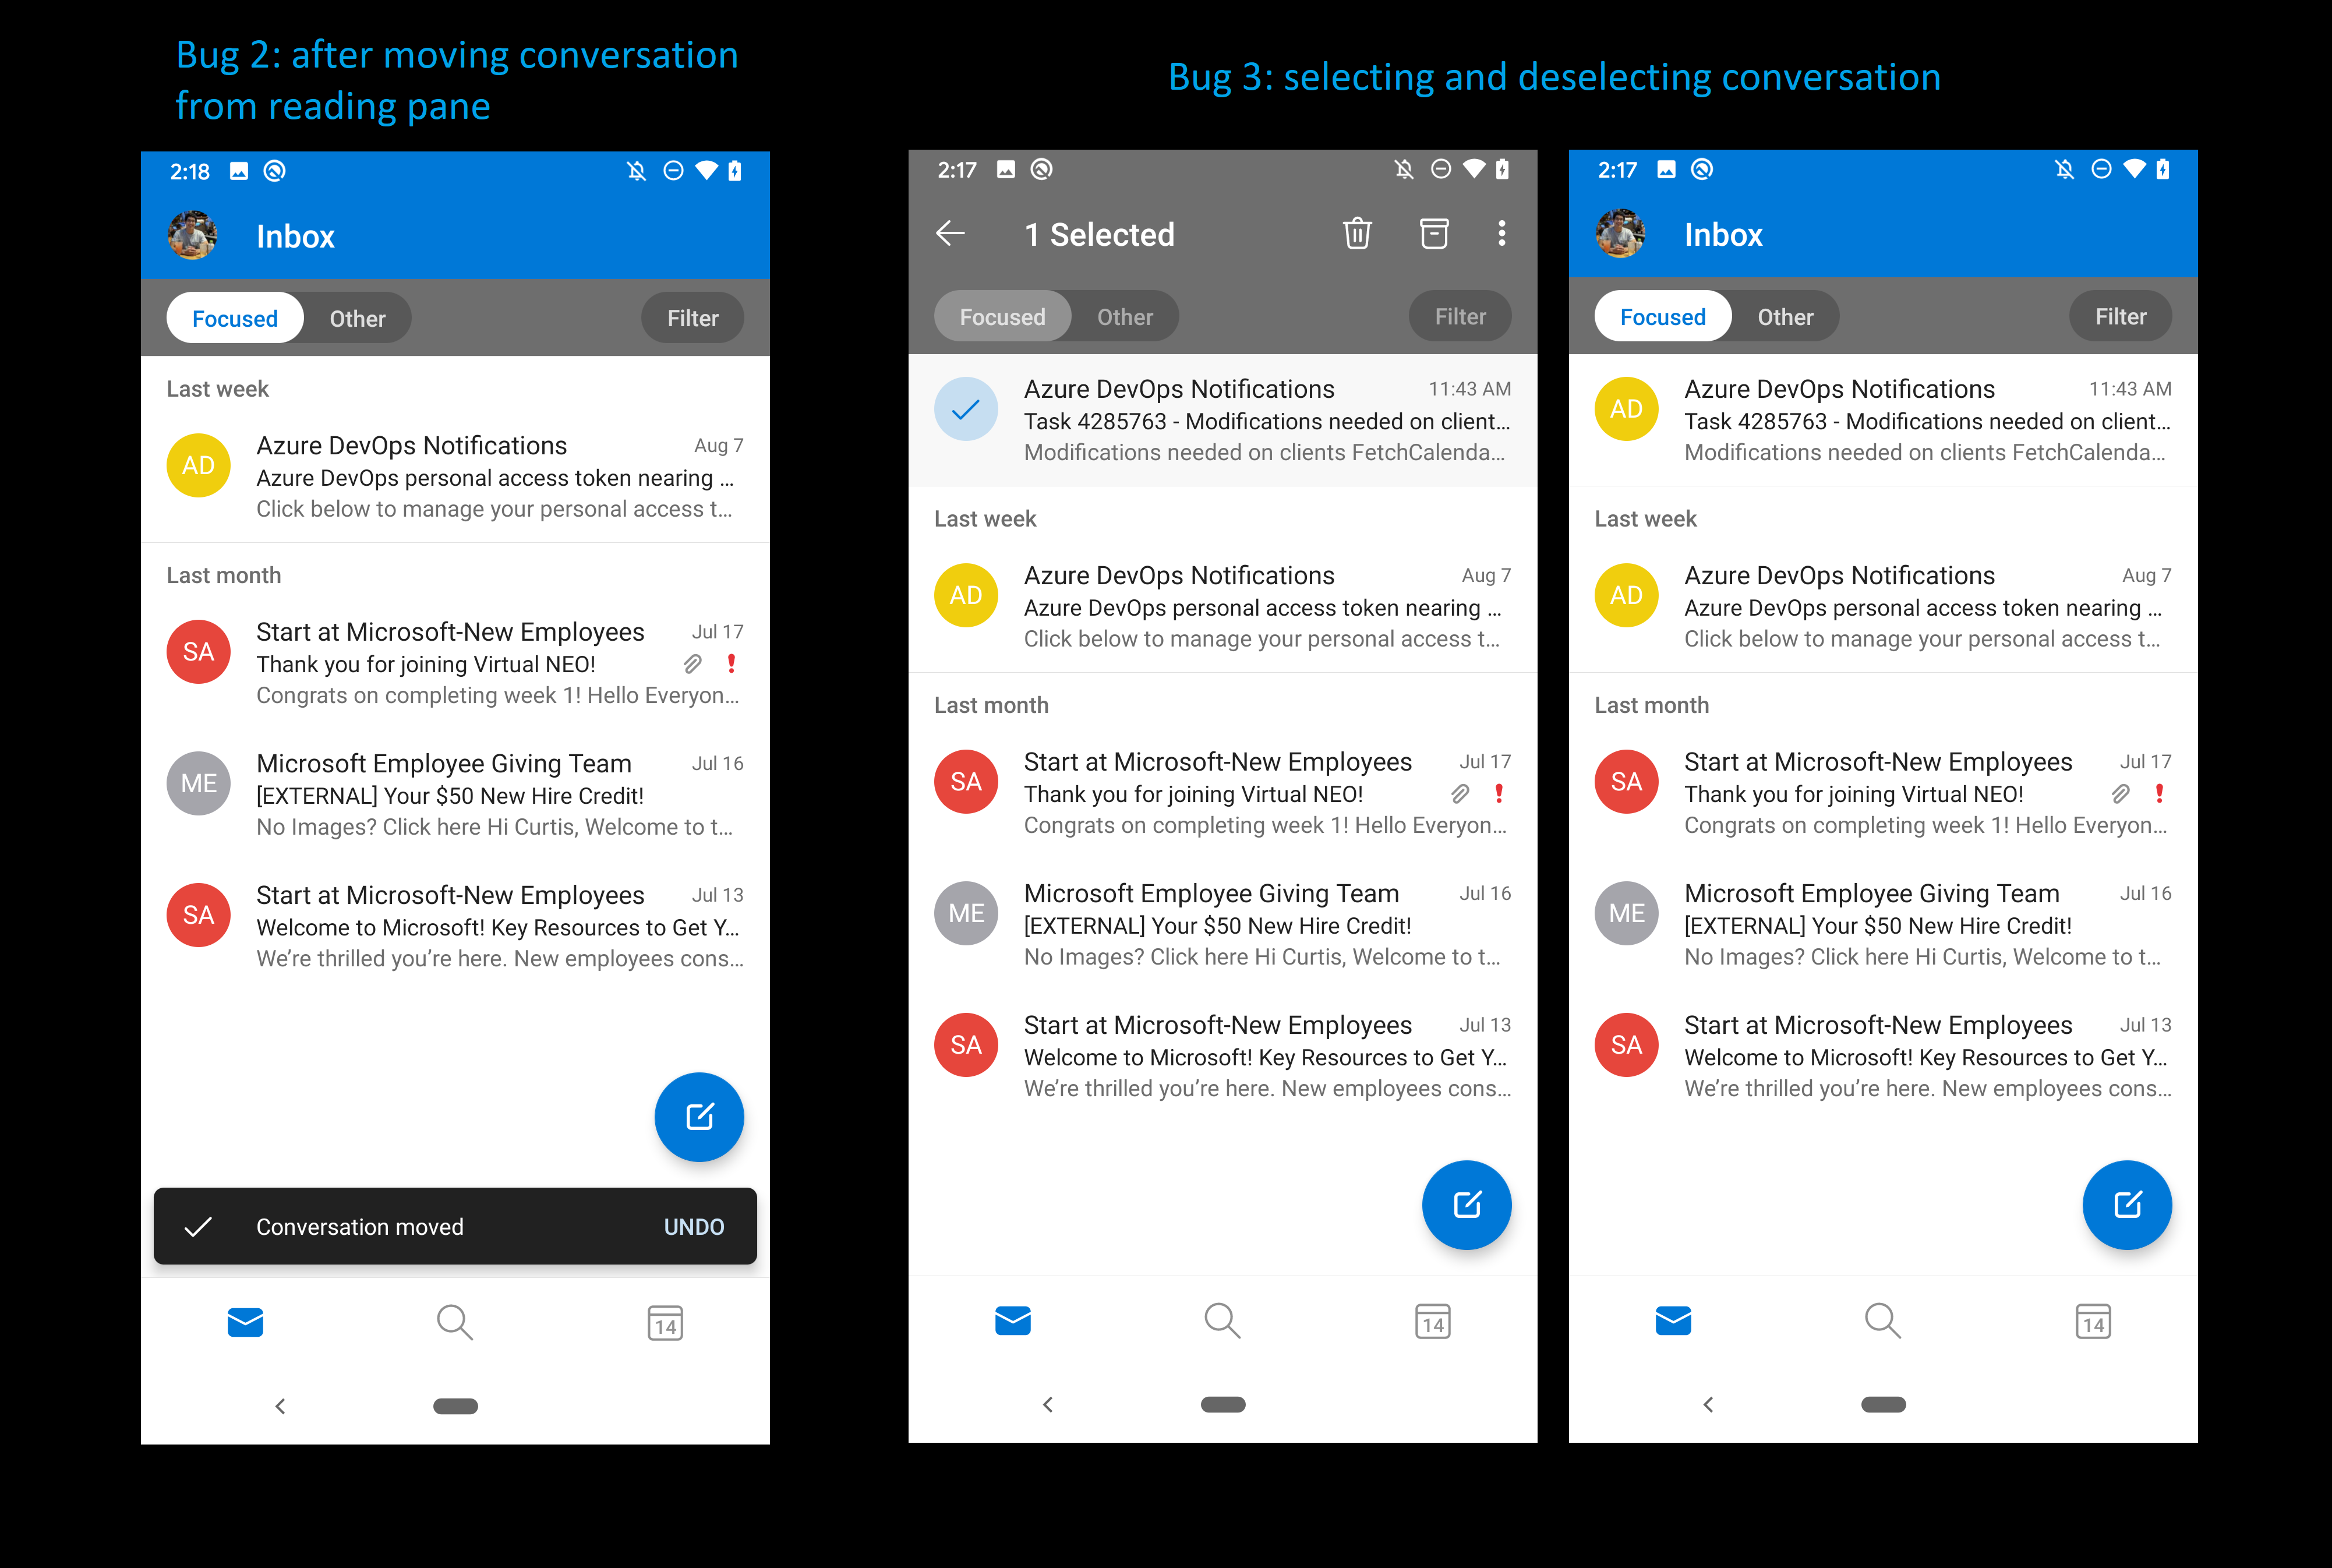 Bug 2: after moving conversation
from reading pane
Bug 3: selecting and deselecting conversation
2:18
Inbox
Focused Other Filter
Last week
AD Azure DevOps Notifications Aug 7
Azure DevOps personal access token nearing ...
Click below to manage your personal access t...
Last month
SA Start at Microsoft-New Employees Jul 17
Thank you for joining Virtual NEO!
Congrats on completing week 1! Hello Everyon...
ME Microsoft Employee Giving Team Jul 16
[EXTERNAL] Your $50 New Hire Credit!
No Images? Click here Hi Curtis, Welcome to t...
SA Start at Microsoft-New Employees Jul 13
Welcome to Microsoft! Key Resources to Get Y...
We’re thrilled you’re here. New employees cons...
Conversation moved UNDO
14
2:17
1 Selected
Focused Other Filter
Azure DevOps Notifications 11:43 AM
Task 4285763 - Modifications needed on client...
Modifications needed on clients FetchCalenda...
Last week
AD Azure DevOps Notifications Aug 7
Azure DevOps personal access token nearing ...
Click below to manage your personal access t...
Last month
SA Start at Microsoft-New Employees Jul 17
Thank you for joining Virtual NEO!
Congrats on completing week 1! Hello Everyon...
ME Microsoft Employee Giving Team Jul 16
[EXTERNAL] Your $50 New Hire Credit!
No Images? Click here Hi Curtis, Welcome to t...
SA Start at Microsoft-New Employees Jul 13
Welcome to Microsoft! Key Resources to Get Y...
We’re thrilled you’re here. New employees cons...
14
2:17
Inbox
Focused Other Filter
AD Azure DevOps Notifications 11:43 AM
Task 4285763 - Modifications needed on client...
Modifications needed on clients FetchCalenda...
Last week
AD Azure DevOps Notifications Aug 7
Azure DevOps personal access token nearing ...
Click below to manage your personal access t...
Last month
SA Start at Microsoft-New Employees Jul 17
Thank you for joining Virtual NEO!
Congrats on completing week 1! Hello Everyon...
ME Microsoft Employee Giving Team Jul 16
[EXTERNAL] Your $50 New Hire Credit!
No Images? Click here Hi Curtis, Welcome to t...
SA Start at Microsoft-New Employees Jul 13
Welcome to Microsoft! Key Resources to Get Y...
We’re thrilled you’re here. New employees cons...
14